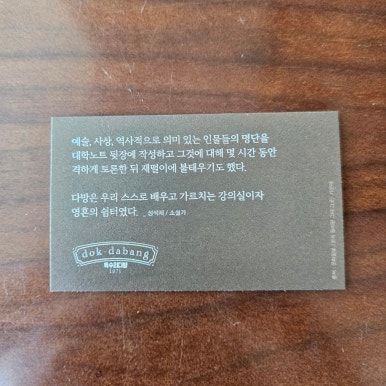 예술, 사상, 역사적으로 의미 있는 인물들의 명단을
대학노트 뒷장에 작성하고 그것에 대해 몇 시간 동안
격하게 토론한 뒤 재떨이에 불태우기도 했다.
다방은 우리 스스로 배우고 가르치는 강의실이자
영혼의 쉼터였다. _ 성석제 / 소설가
dok·dabang
독수리다방
1971